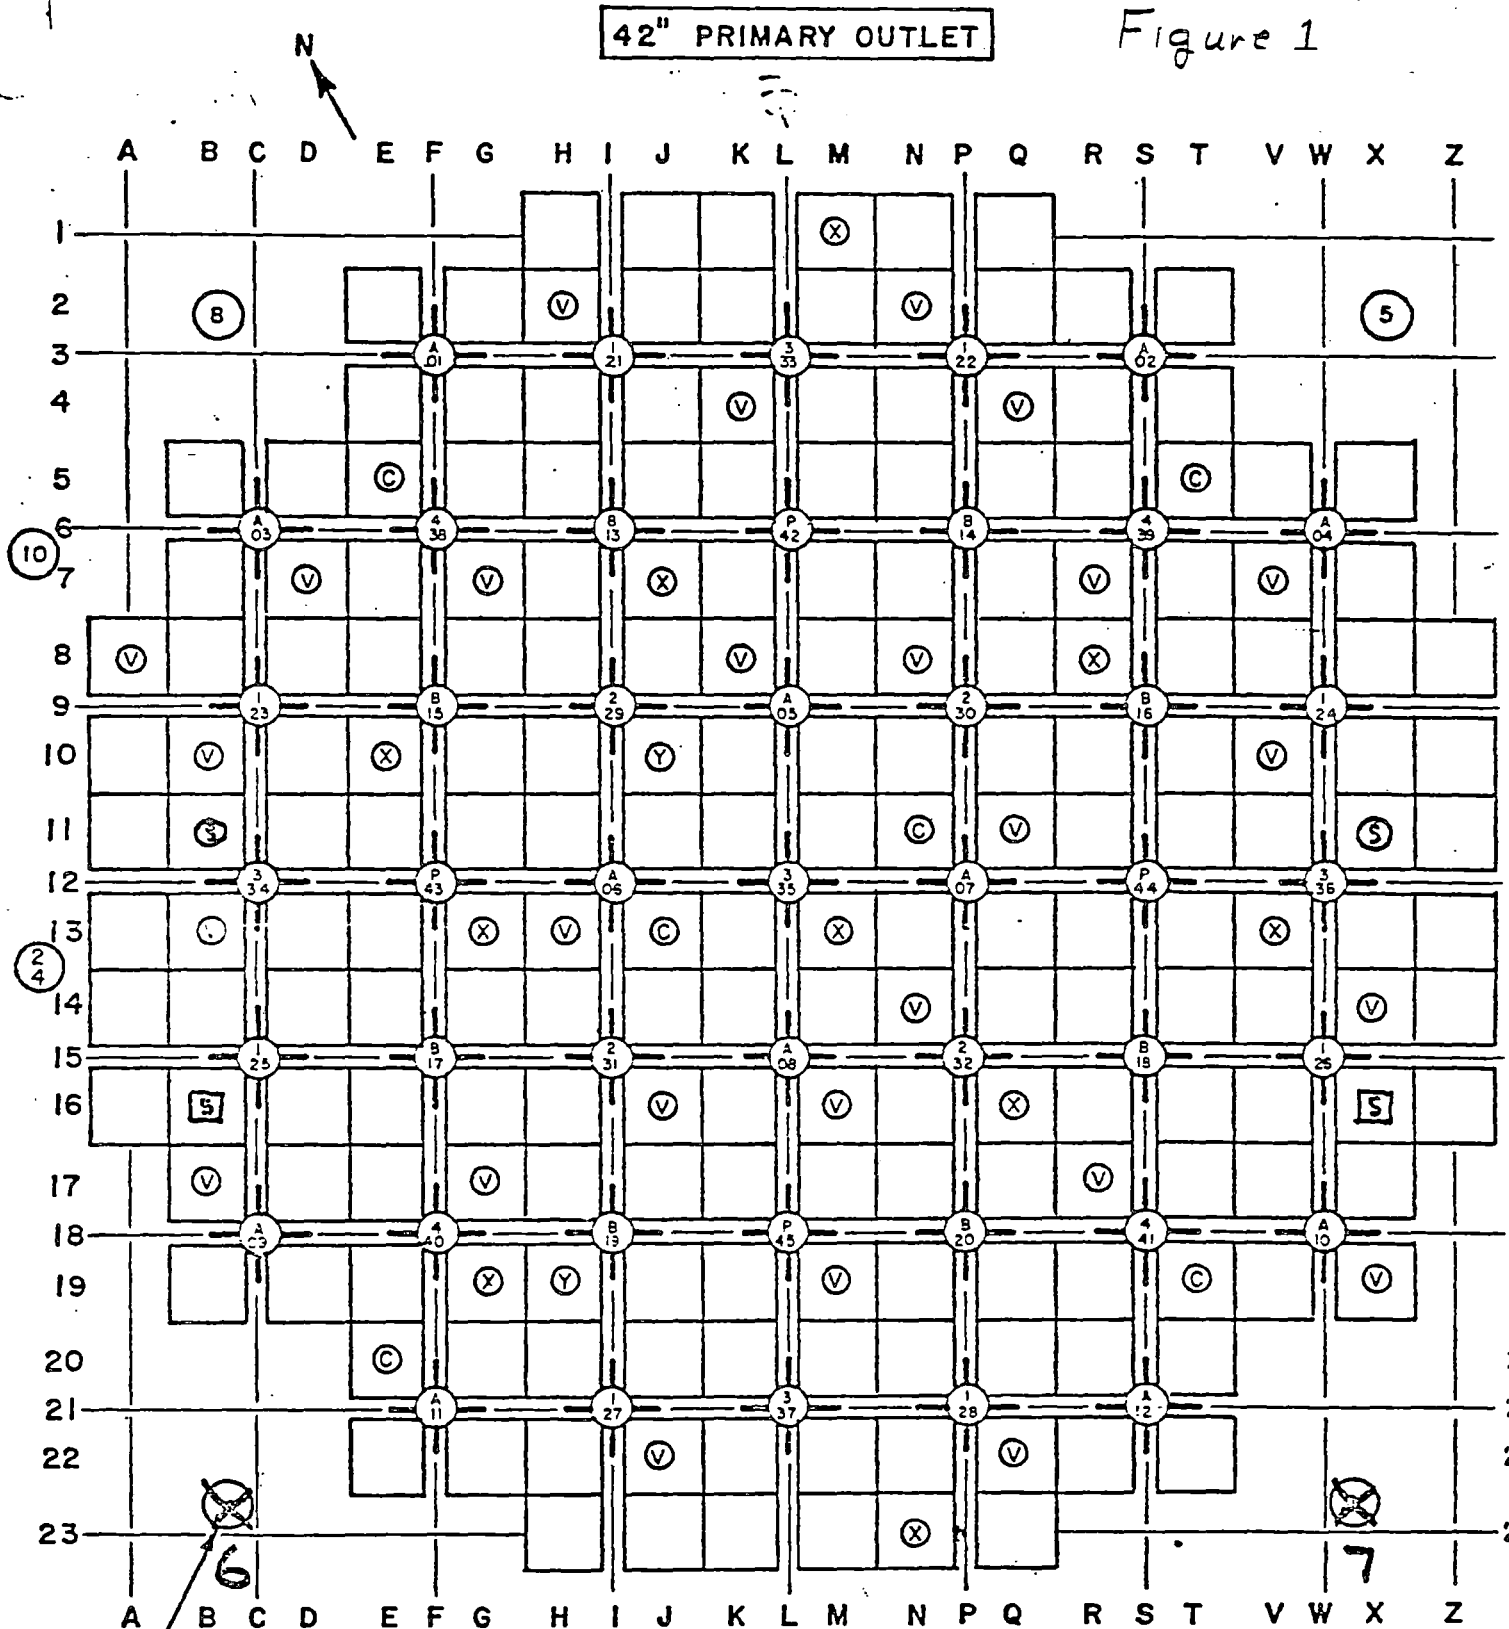 42" PRIMARY OUTLET
Figure 1
N
A B C D E F G H I J K L M N P Q R S T V W X Z
1 X
2 8 V V 5
3 A 01 1 21 3 33 1 22 A 02
4 V V
5 C C
6 A 03 4 38 B 13 P 42 B 14 4 39 A 04
10
7 V V X V V
8 V V V X
9 1 23 B 15 2 29 A 05 2 30 B 16 1 24
10 V X Y V
11 C V S
12 3 34 P 43 A 06 3 35 A 07 P 44 3 36
13 X V C X X
2 4
14 V V
15 1 25 B 17 2 31 A 08 2 32 B 18 1 26
16 S V V X S
17 V V V
18 A 09 4 40 B 19 P 45 B 20 4 41 A 10
19 X Y V C V
20 C
21 A 11 1 27 3 37 1 28 A 12
22 V V
23 X
6 7
A B C D E F G H I J K L M N P Q R S T V W X Z